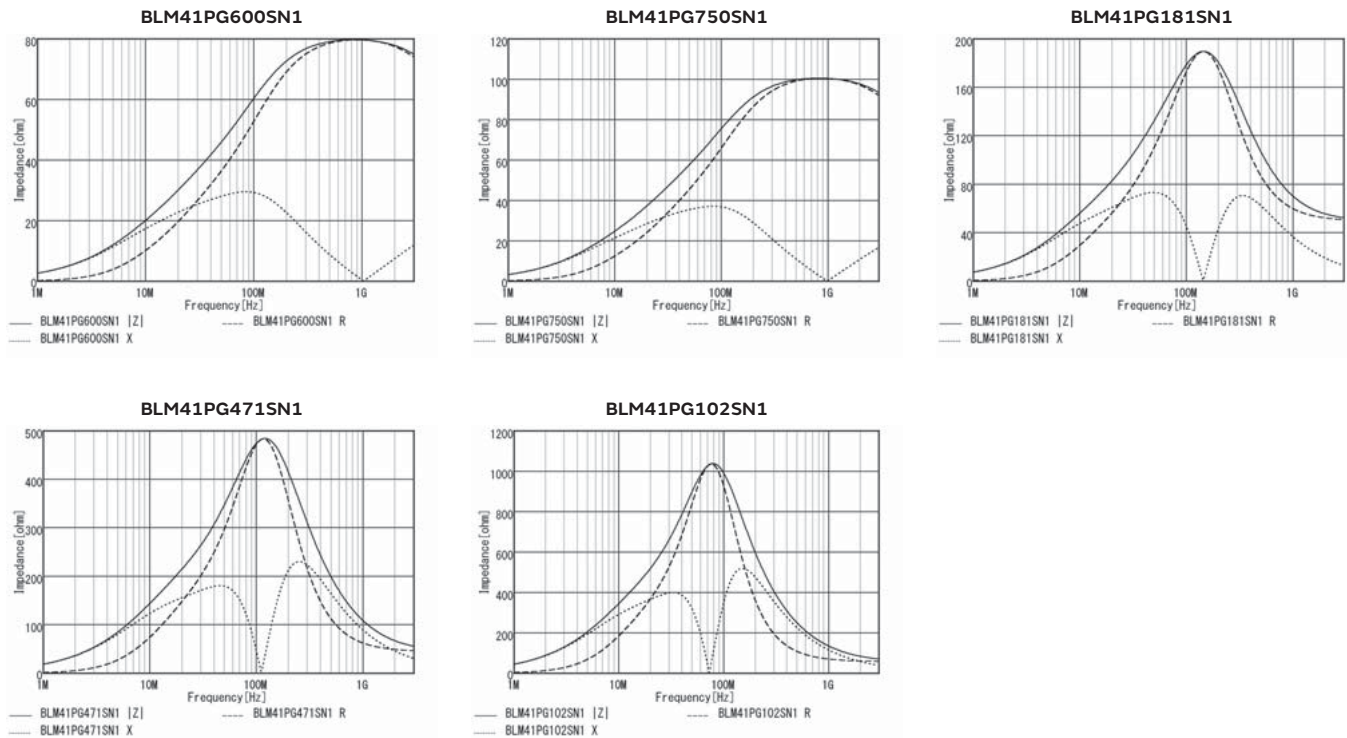 BLM41PG600SN1
80
60
40
20
0
Impedance[ohm]
1M 10M 100M 1G
Frequency[Hz]
BLM41PG600SN1 |Z| BLM41PG600SN1 R
BLM41PG600SN1 X
BLM41PG750SN1
120
100
80
60
40
20
0
Impedance[ohm]
1M 10M 100M 1G
Frequency[Hz]
BLM41PG750SN1 |Z| BLM41PG750SN1 R
BLM41PG750SN1 X
BLM41PG181SN1
200
160
120
80
40
0
Impedance[ohm]
1M 10M 100M 1G
Frequency[Hz]
BLM41PG181SN1 |Z| BLM41PG181SN1 R
BLM41PG181SN1 X
BLM41PG471SN1
500
400
300
200
100
0
Impedance[ohm]
1M 10M 100M 1G
Frequency[Hz]
BLM41PG471SN1 |Z| BLM41PG471SN1 R
BLM41PG471SN1 X
BLM41PG102SN1
1200
1000
800
600
400
200
0
Impedance[ohm]
1M 10M 100M 1G
Frequency[Hz]
BLM41PG102SN1 |Z| BLM41PG102SN1 R
BLM41PG102SN1 X